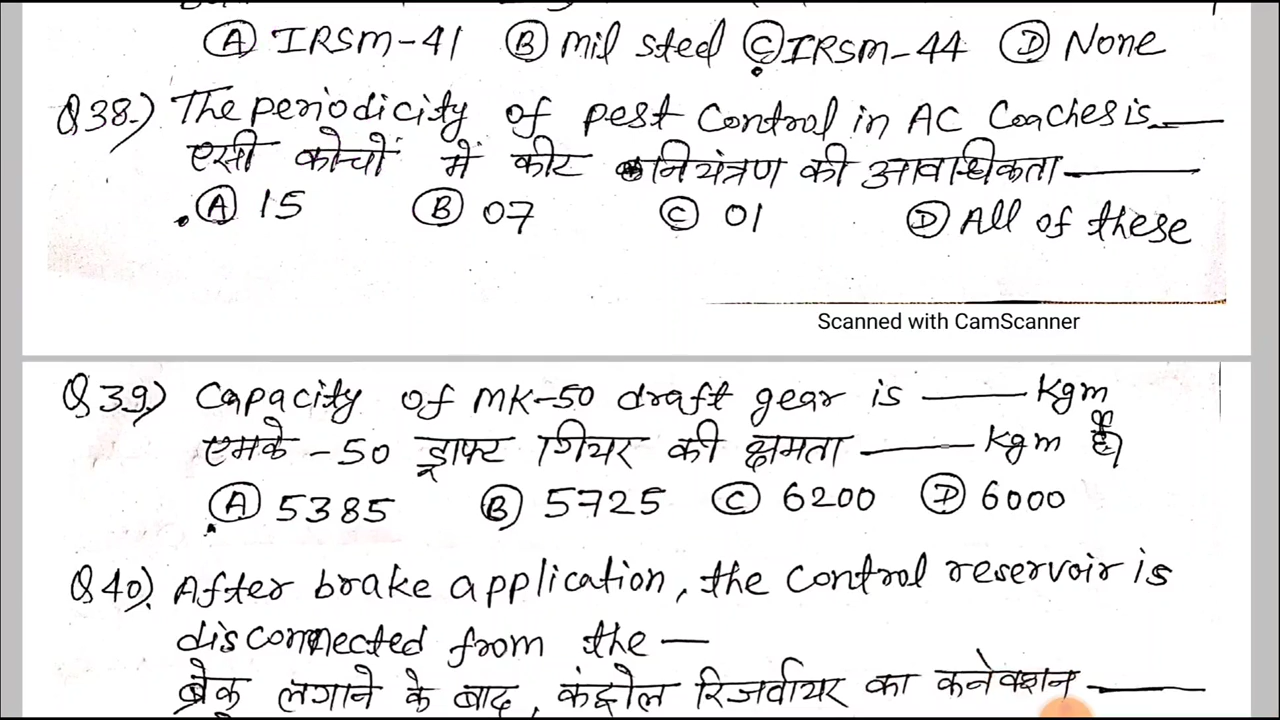 Ⓐ IRSM-41 Ⓑ mil steel Ⓒ IRSM-44 Ⓓ None
Q38.) The periodicity of pest control in AC Coaches is ——
एसी कोचों में कीट नियंत्रण की आवाधिकता ——
Ⓐ 15 Ⓑ 07 Ⓒ 01 Ⓓ All of these
Scanned with CamScanner
Q39.) Capacity of MK-50 draft gear is —— Kgm
एमके -50 ड्राफ्ट गियर की क्षमता —— Kgm है
Ⓐ 5385 Ⓑ 5725 Ⓒ 6200 Ⓓ 6000
Q40). After brake application, the control reservoir is
disconnected from the —
ब्रेक लगाने के बाद, कंट्रोल रिजर्वायर का कनेक्शन ——